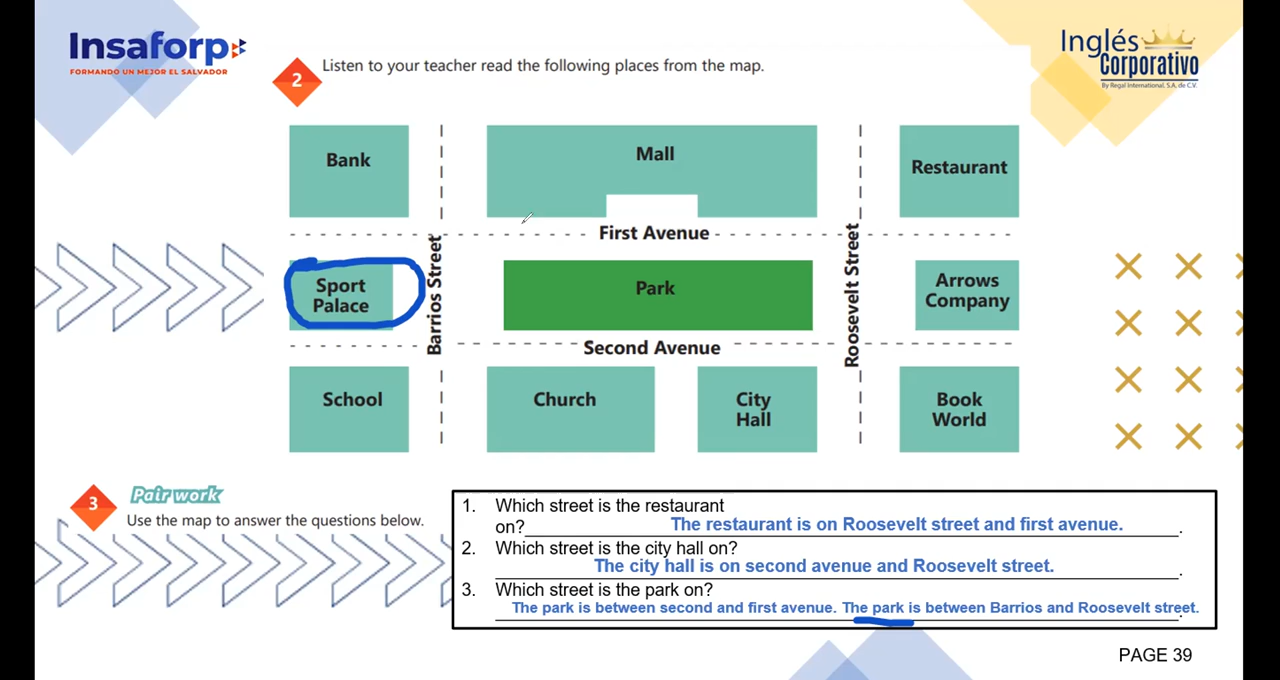 Insaforp
FORMANDO UN MEJOR EL SALVADOR
Inglés
Corporativo
By Regal International, S.A. de C.V.
2
Listen to your teacher read the following places from the map.
Bank
Mall
Restaurant
First Avenue
Barrios Street
Roosevelt Street
Sport
Palace
Park
Arrows
Company
Second Avenue
School
Church
City
Hall
Book
World
3
Pair work
Use the map to answer the questions below.
1. Which street is the restaurant
on? The restaurant is on Roosevelt street and first avenue. .
2. Which street is the city hall on?
The city hall is on second avenue and Roosevelt street. .
3. Which street is the park on?
The park is between second and first avenue. The park is between Barrios and Roosevelt street. .
PAGE 39